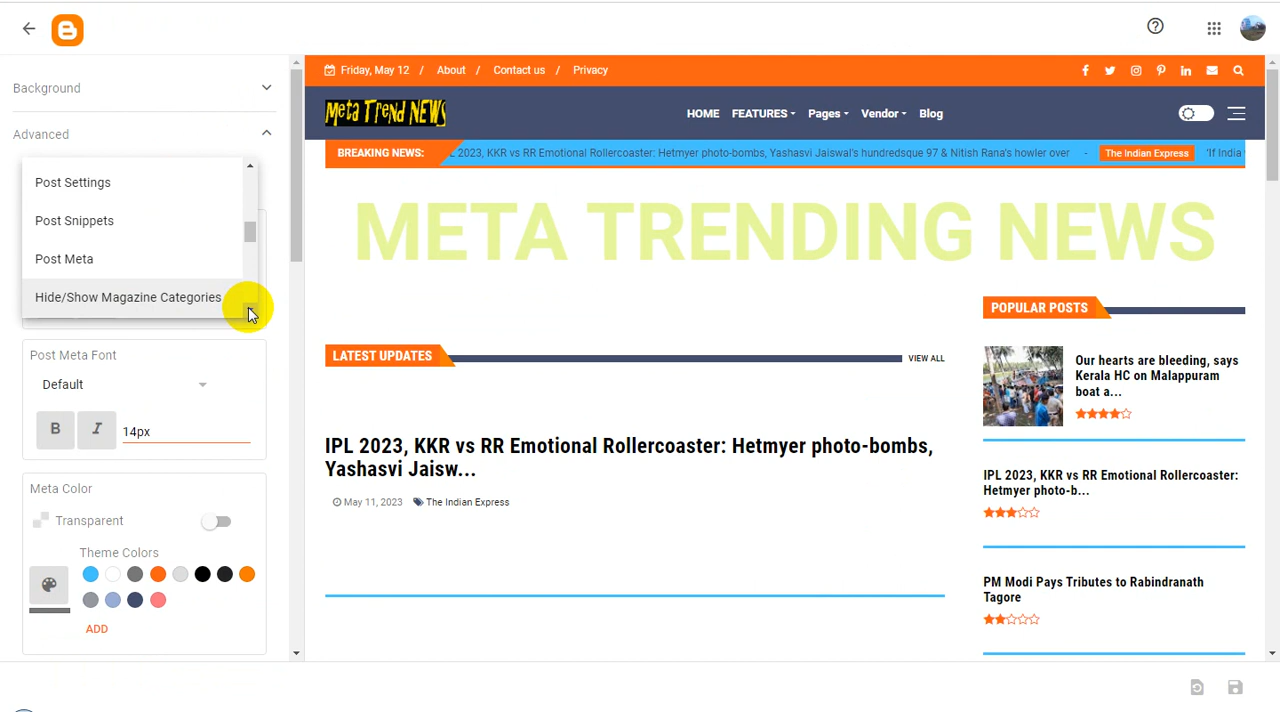 Background
Advanced
Post Settings
Post Snippets
Post Meta
Hide/Show Magazine Categories
Post Meta Font
Default
B I 14px
Meta Color
Transparent
Theme Colors
ADD
Friday, May 12 / About / Contact us / Privacy
Meta Trend NEWS
HOME FEATURES Pages Vendor Blog
BREAKING NEWS: 2023, KKR vs RR Emotional Rollercoaster: Hetmyer photo-bombs, Yashasvi Jaiswal's hundredsque 97 & Nitish Rana's howler over - The Indian Express 'If India
META TRENDING NEWS
LATEST UPDATES
VIEW ALL
IPL 2023, KKR vs RR Emotional Rollercoaster: Hetmyer photo-bombs,
Yashasvi Jaisw...
May 11, 2023 The Indian Express
POPULAR POSTS
Our hearts are bleeding, says
Kerala HC on Malappuram
boat a...
IPL 2023, KKR vs RR Emotional Rollercoaster:
Hetmyer photo-b...
PM Modi Pays Tributes to Rabindranath
Tagore